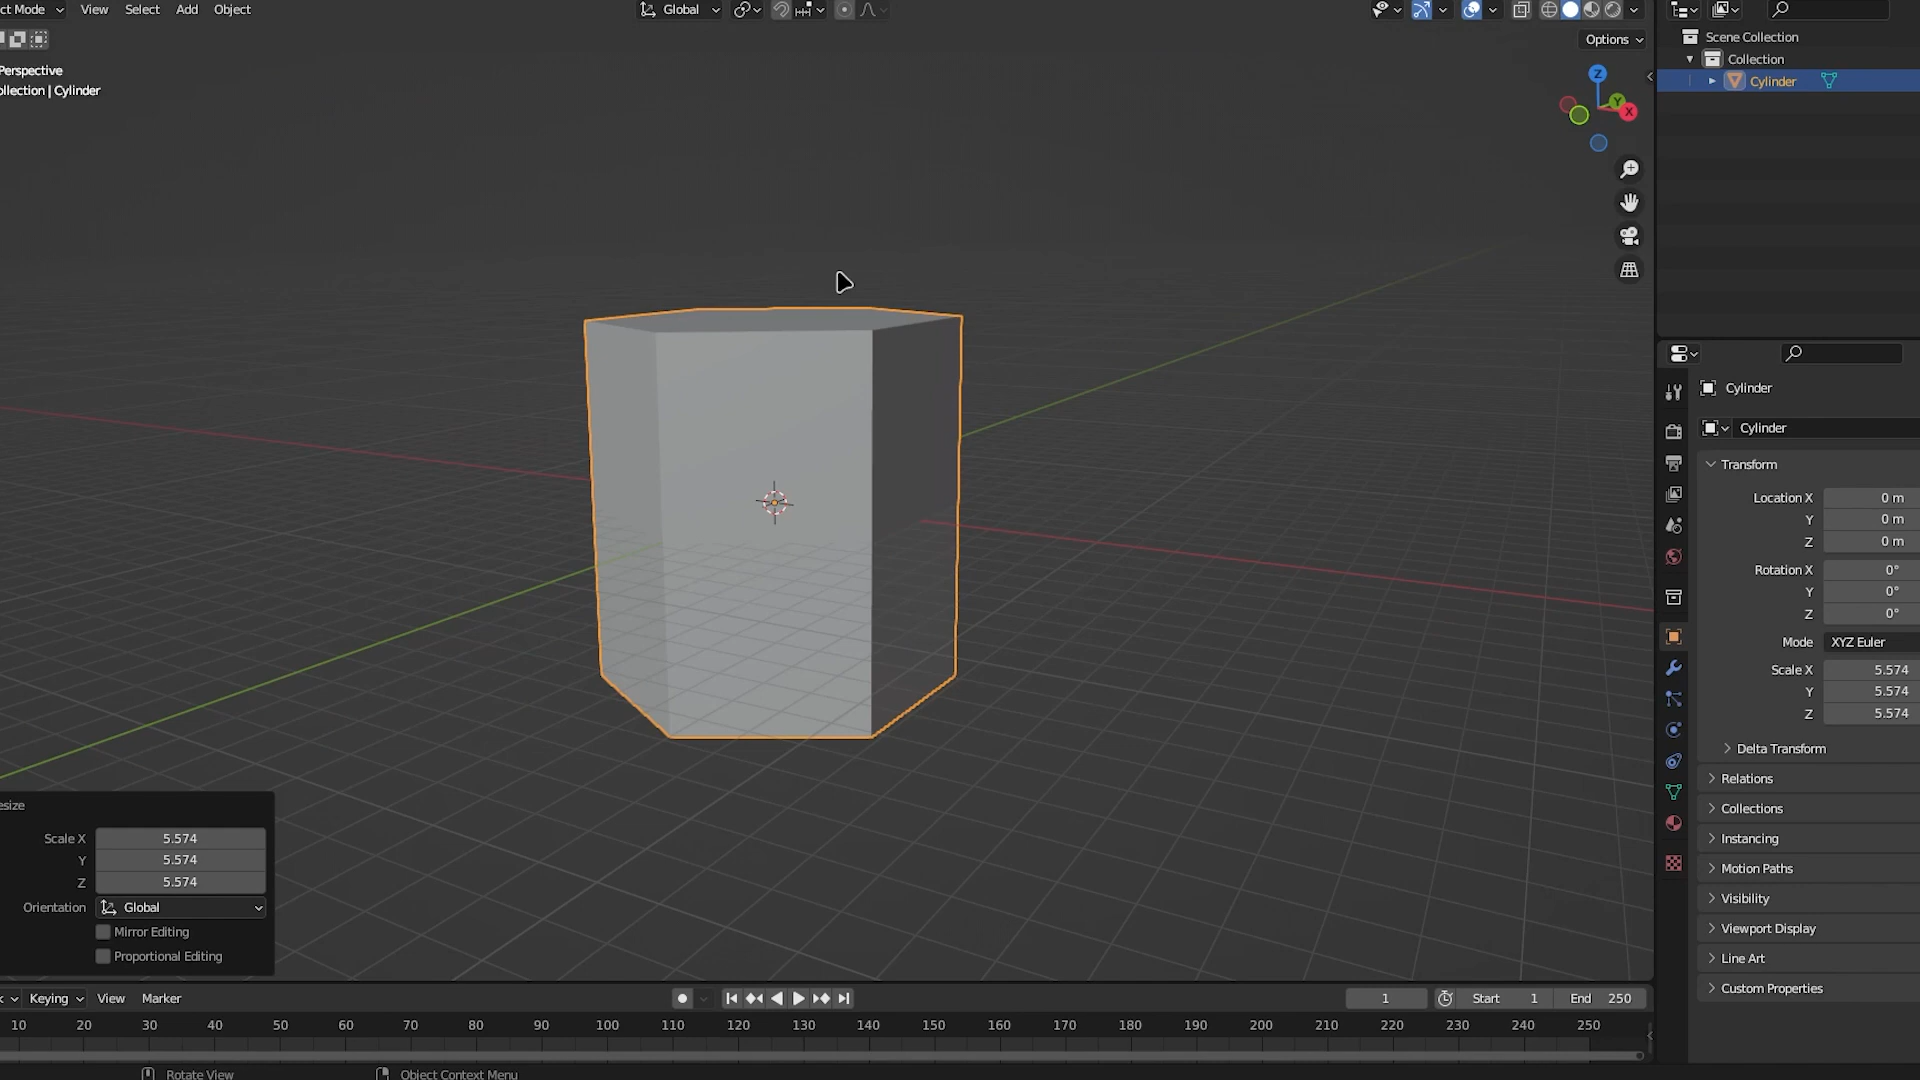 ct Mode View Select Add Object Global
Options
Perspective
ollection | Cylinder
Z
Y
X
Scene Collection
Collection
Cylinder
Cylinder
Cylinder
Transform
Location X 0 m
Y 0 m
Z 0 m
Rotation X 0°
Y 0°
Z 0°
Mode XYZ Euler
Scale X 5.574
Y 5.574
Z 5.574
Delta Transform
Relations
Collections
Instancing
Motion Paths
Visibility
Viewport Display
Line Art
Custom Properties
esize
Scale X 5.574
Y 5.574
Z 5.574
Orientation Global
Mirror Editing
Proportional Editing
Keying View Marker 1 Start 1 End 250
10 20 30 40 50 60 70 80 90 100 110 120 130 140 150 160 170 180 190 200 210 220 230 240 250
Rotate View Object Context Menu